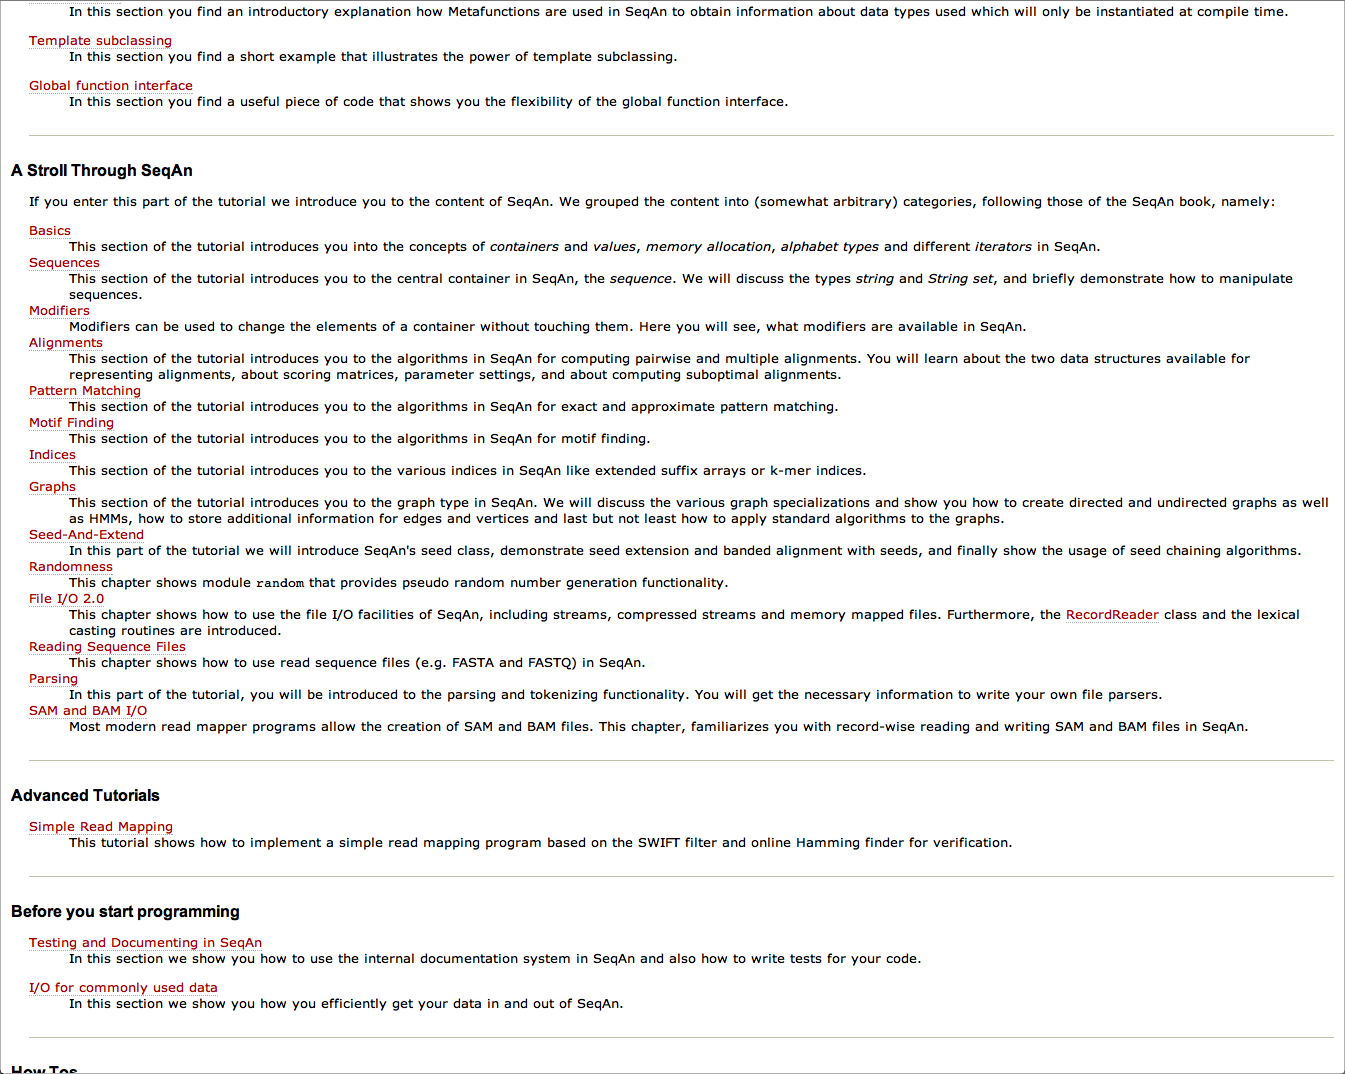 In this section you find an introductory explanation how Metafunctions are used in SeqAn to obtain information about data types used which will only be instantiated at compile time.
Template subclassing
In this section you find a short example that illustrates the power of template subclassing.
Global function interface
In this section you find a useful piece of code that shows you the flexibility of the global function interface.
A Stroll Through SeqAn
If you enter this part of the tutorial we introduce you to the content of SeqAn. We grouped the content into (somewhat arbitrary) categories, following those of the SeqAn book, namely:
Basics
This section of the tutorial introduces you into the concepts of containers and values, memory allocation, alphabet types and different iterators in SeqAn.
Sequences
This section of the tutorial introduces you to the central container in SeqAn, the sequence. We will discuss the types string and String set, and briefly demonstrate how to manipulate
sequences.
Modifiers
Modifiers can be used to change the elements of a container without touching them. Here you will see, what modifiers are available in SeqAn.
Alignments
This section of the tutorial introduces you to the algorithms in SeqAn for computing pairwise and multiple alignments. You will learn about the two data structures available for
representing alignments, about scoring matrices, parameter settings, and about computing suboptimal alignments.
Pattern Matching
This section of the tutorial introduces you to the algorithms in SeqAn for exact and approximate pattern matching.
Motif Finding
This section of the tutorial introduces you to the algorithms in SeqAn for motif finding.
Indices
This section of the tutorial introduces you to the various indices in SeqAn like extended suffix arrays or k-mer indices.
Graphs
This section of the tutorial introduces you to the graph type in SeqAn. We will discuss the various graph specializations and show you how to create directed and undirected graphs as well
as HMMs, how to store additional information for edges and vertices and last but not least how to apply standard algorithms to the graphs.
Seed-And-Extend
In this part of the tutorial we will introduce SeqAn's seed class, demonstrate seed extension and banded alignment with seeds, and finally show the usage of seed chaining algorithms.
Randomness
This chapter shows module random that provides pseudo random number generation functionality.
File I/O 2.0
This chapter shows how to use the file I/O facilities of SeqAn, including streams, compressed streams and memory mapped files. Furthermore, the RecordReader class and the lexical
casting routines are introduced.
Reading Sequence Files
This chapter shows how to use read sequence files (e.g. FASTA and FASTQ) in SeqAn.
Parsing
In this part of the tutorial, you will be introduced to the parsing and tokenizing functionality. You will get the necessary information to write your own file parsers.
SAM and BAM I/O
Most modern read mapper programs allow the creation of SAM and BAM files. This chapter, familiarizes you with record-wise reading and writing SAM and BAM files in SeqAn.
Advanced Tutorials
Simple Read Mapping
This tutorial shows how to implement a simple read mapping program based on the SWIFT filter and online Hamming finder for verification.
Before you start programming
Testing and Documenting in SeqAn
In this section we show you how to use the internal documentation system in SeqAn and also how to write tests for your code.
I/O for commonly used data
In this section we show you how you efficiently get your data in and out of SeqAn.
How Tos